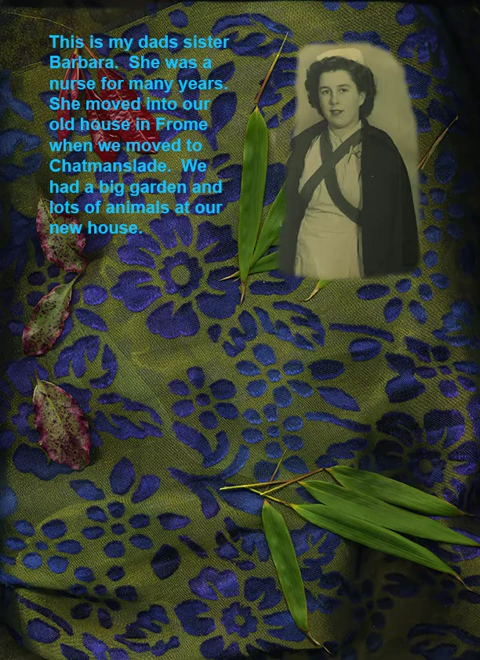 This is my dads sister
Barbara.  She was a
nurse for many years.
She moved into our
old house in Frome
when we moved to
Chatmanslade.  We
had a big garden and
lots of animals at our
new house.